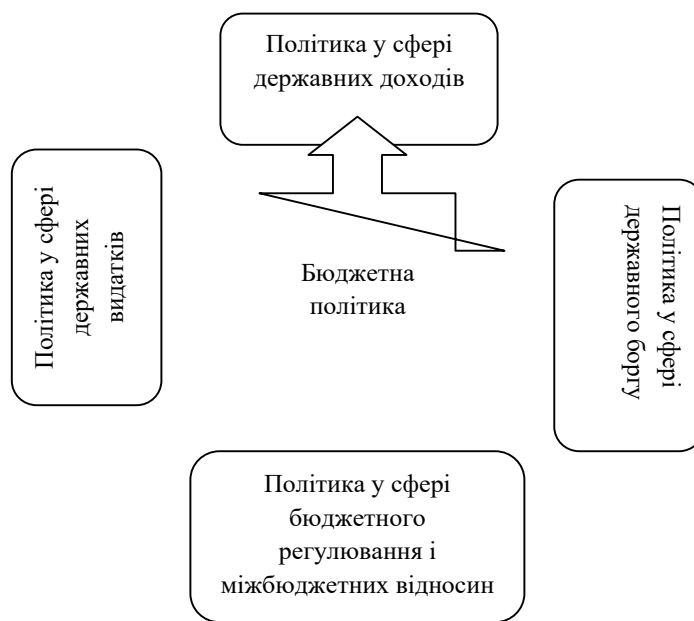 Політика у сфері
державних доходів
Політика у сфері
державних
видатків
Бюджетна
політика
Політика у сфері
державного боргу
Політика у сфері
бюджетного
регулювання і
міжбюджетних відносин